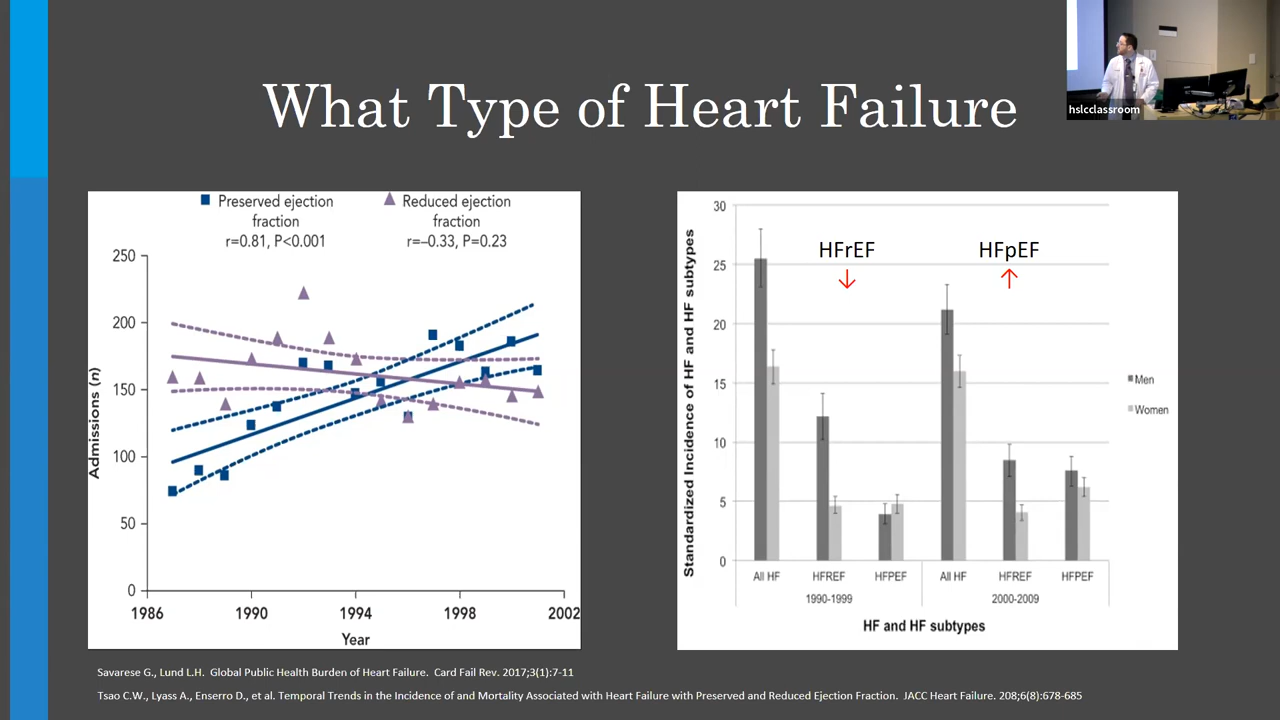 hslcclassroom
What Type of Heart Failure
Preserved ejection
fraction
r=0.81, P<0.001
Reduced ejection
fraction
r=–0.33, P=0.23
Admissions (n)
250
200
150
100
50
0
1986 1990 1994 1998 2002
Year
Standardized Incidence of HF and HF subtypes
30
25
20
15
10
5
0
HFrEF
↓
HFpEF
↑
Men
Women
All HF HFREF HFPEF All HF HFREF HFPEF
1990-1999 2000-2009
HF and HF subtypes
Savarese G., Lund L.H. Global Public Health Burden of Heart Failure. Card Fail Rev. 2017;3(1):7-11
Tsao C.W., Lyass A., Enserro D., et al. Temporal Trends in the Incidence of and Mortality Associated with Heart Failure with Preserved and Reduced Ejection Fraction. JACC Heart Failure. 208;6(8):678-685